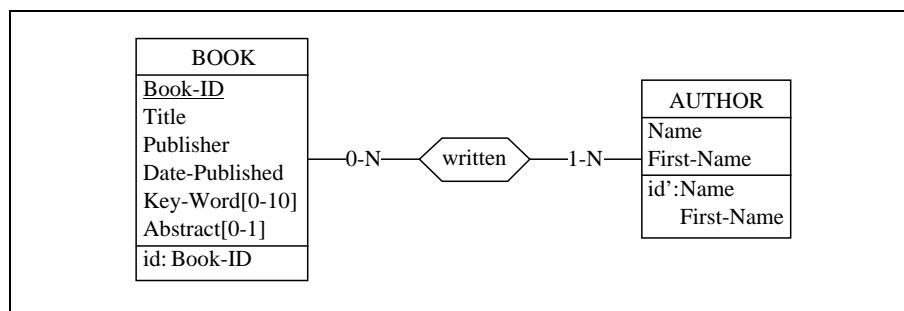 BOOK
Book-ID
Title
Publisher
Date-Published
Key-Word[0-10]
Abstract[0-1]
id: Book-ID
0-N
written
1-N
AUTHOR
Name
First-Name
id’:Name
First-Name